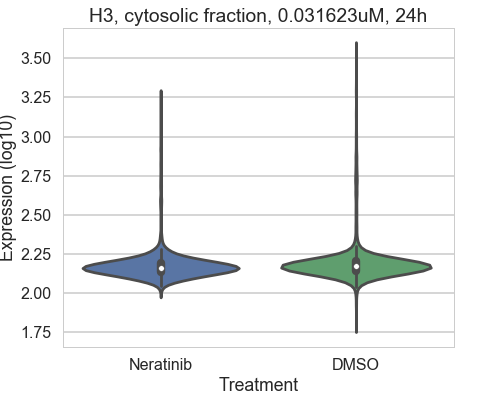 H3, cytosolic fraction, 0.031623uM, 24h
Expression (log10)
3.50
3.25
3.00
2.75
2.50
2.25
2.00
1.75
Neratinib
DMSO
Treatment